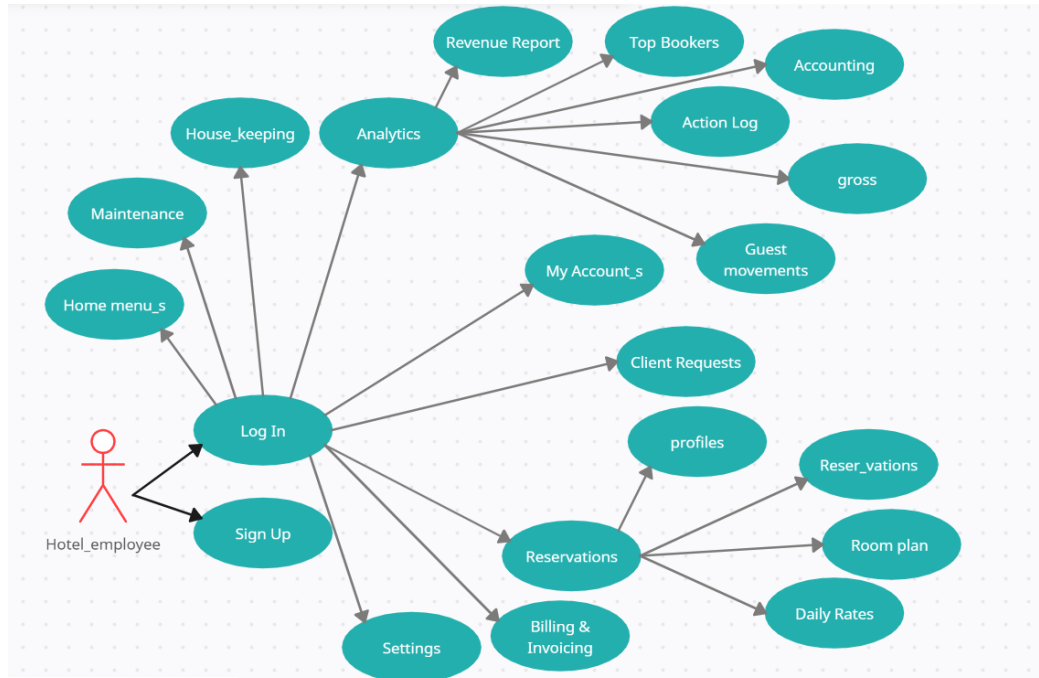 Revenue Report
Top Bookers
Accounting
Action Log
House_keeping
Analytics
gross
Maintenance
Guest
movements
My Account_s
Home menu_s
Client Requests
Log In
profiles
Reser_vations
Hotel_employee
Sign Up
Room plan
Reservations
Daily Rates
Billing &
Invoicing
Settings